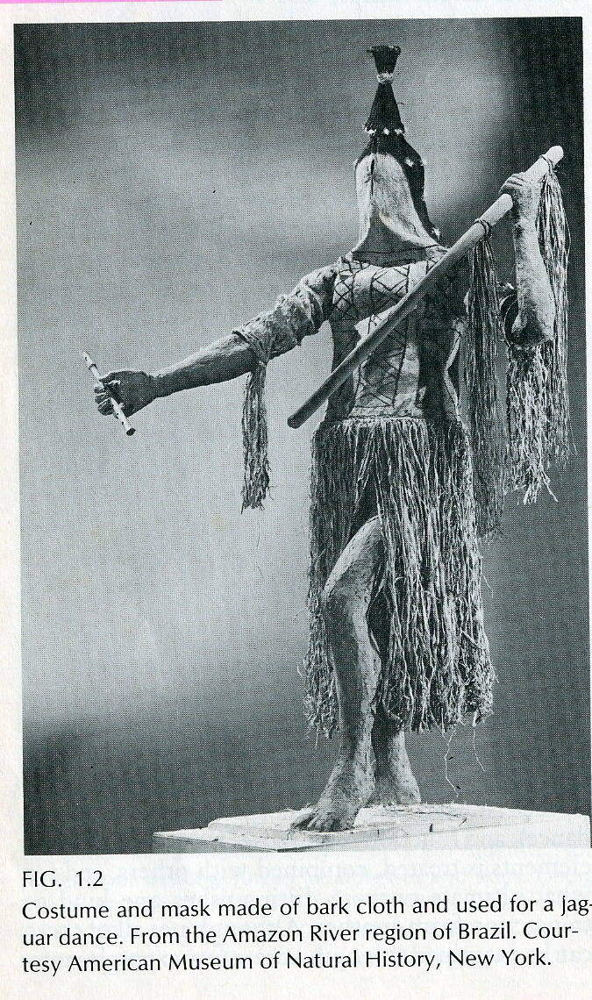 FIG. 1.2
Costume and mask made of bark cloth and used for a jag-
uar dance. From the Amazon River region of Brazil. Cour-
tesy American Museum of Natural History, New York.